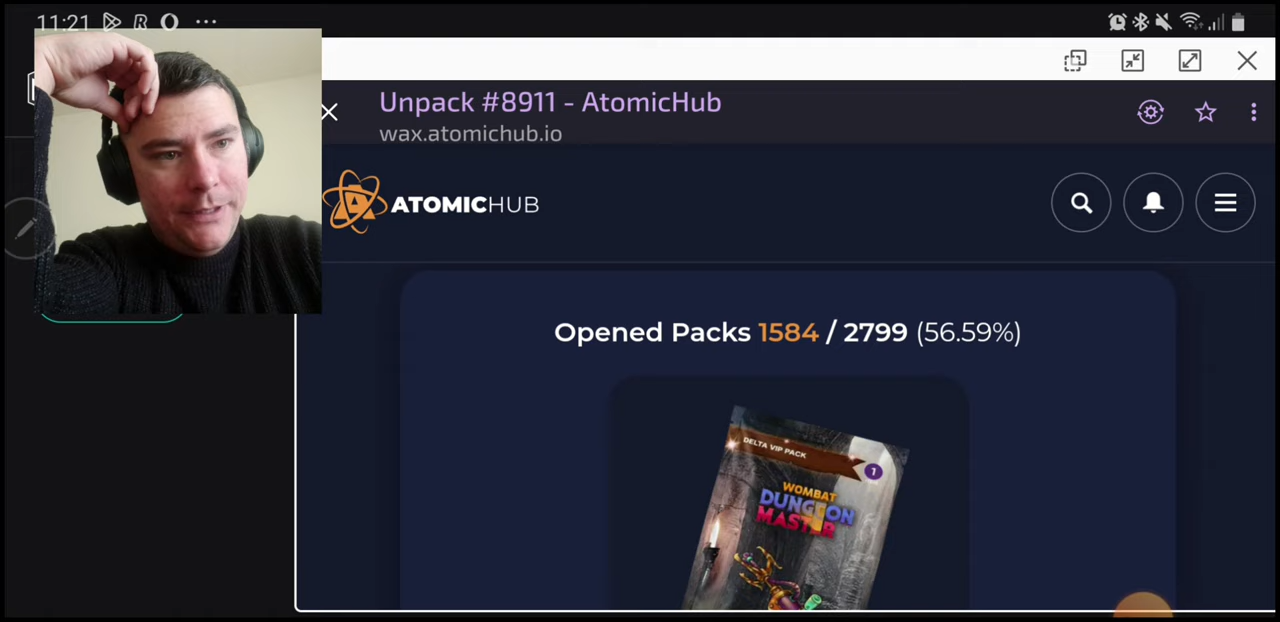 11:21
Unpack #8911 - AtomicHub
wax.atomichub.io
ATOMICHUB
Opened Packs 1584 / 2799 (56.59%)
DELTA VIP PACK
1
WOMBAT
DUNGEON
MASTER